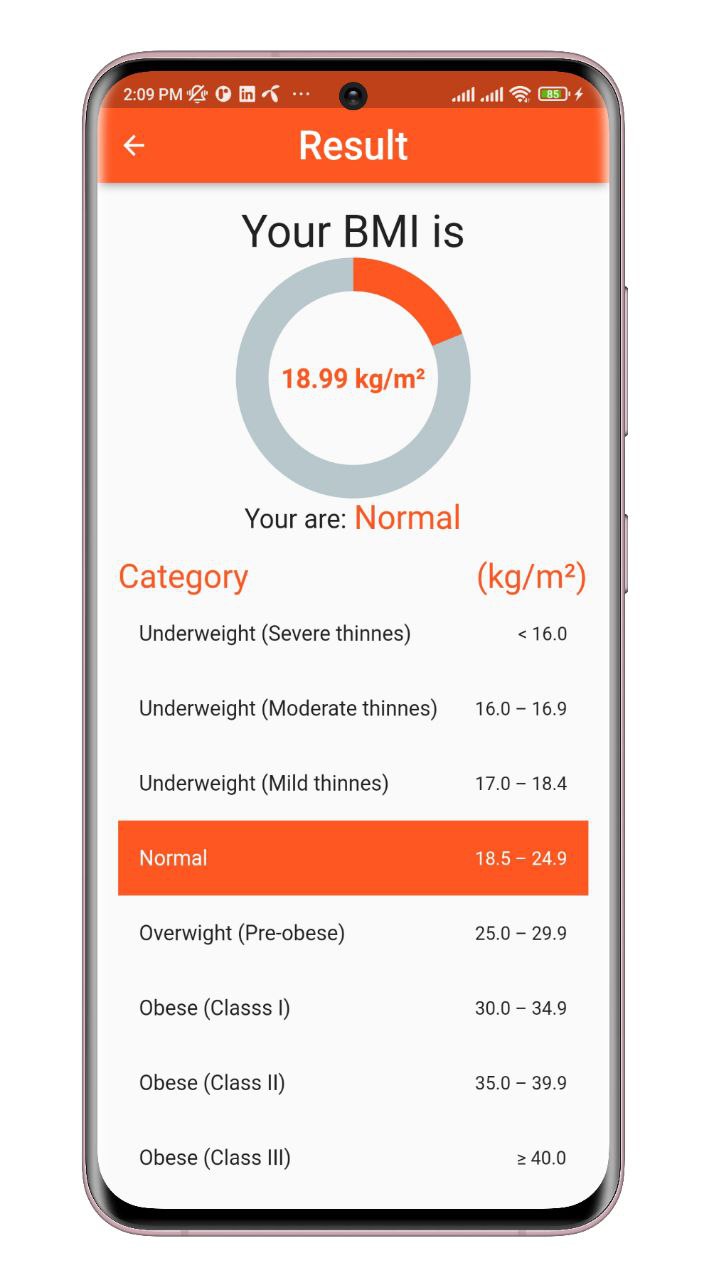 2:09 PM in ... 85
Result
Your BMI is
18.99 kg/m²
Your are: Normal
Category (kg/m²)
Underweight (Severe thinnes) < 16.0
Underweight (Moderate thinnes) 16.0 – 16.9
Underweight (Mild thinnes) 17.0 – 18.4
Normal 18.5 – 24.9
Overwight (Pre-obese) 25.0 – 29.9
Obese (Classs I) 30.0 – 34.9
Obese (Class II) 35.0 – 39.9
Obese (Class III) ≥ 40.0